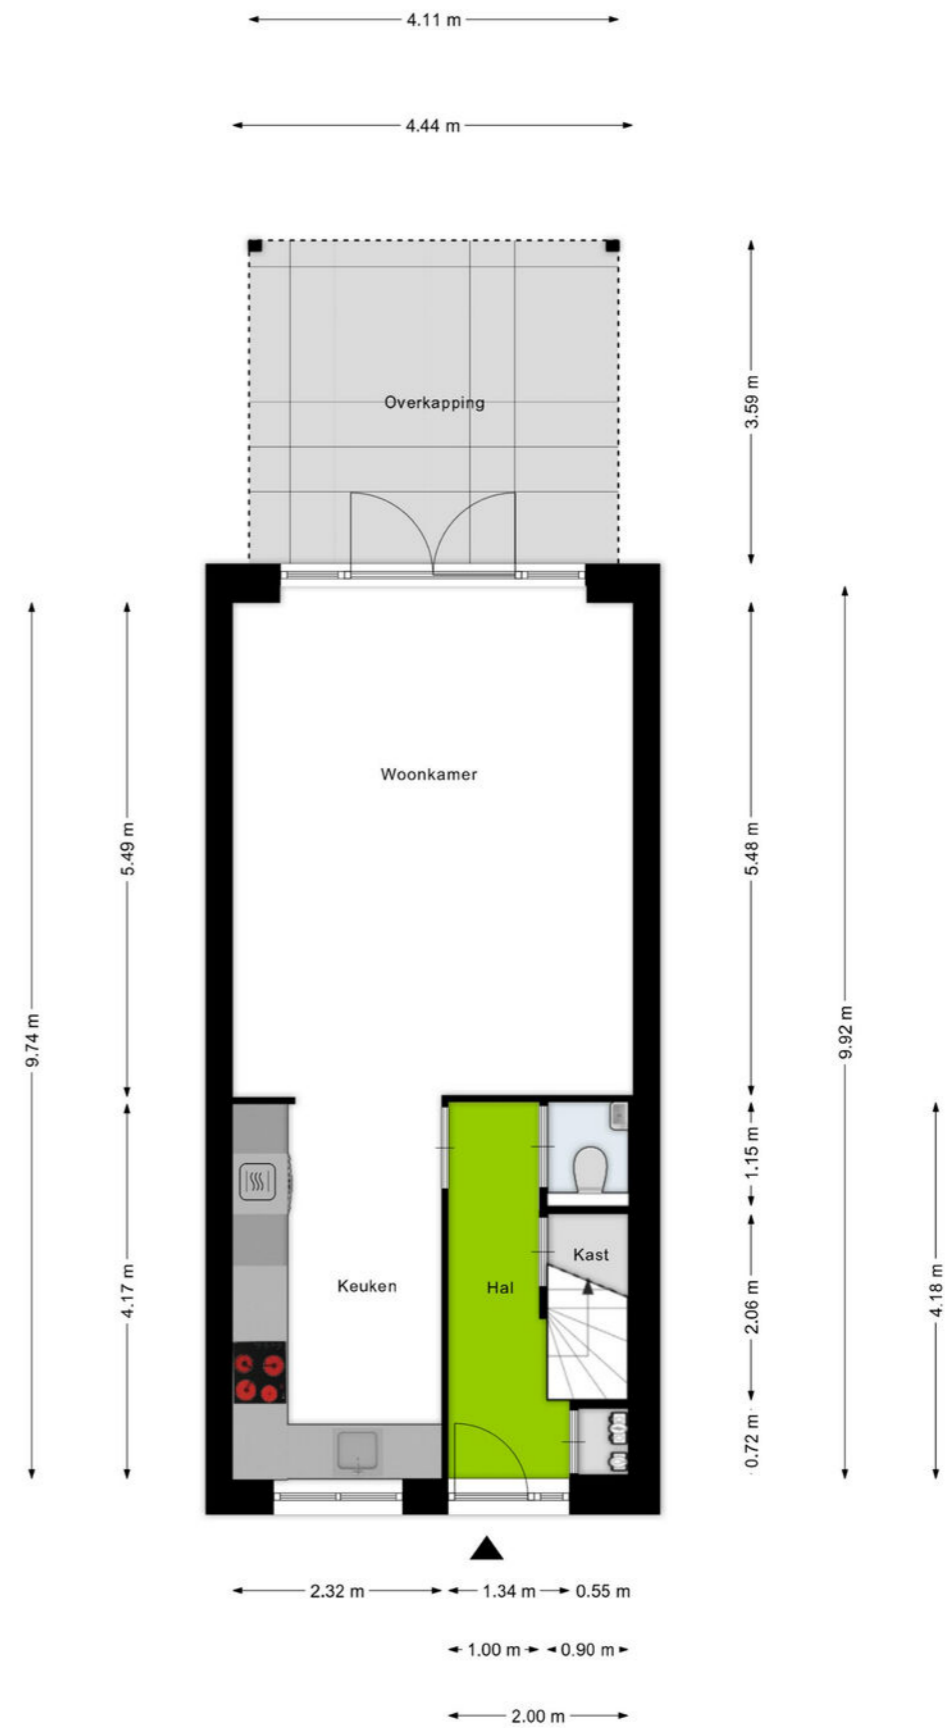 4.11 m
4.44 m
Overkapping
3.59 m
Woonkamer
5.49 m
5.48 m
9.74 m
9.92 m
1.15 m
Kast
Keuken
Hal
4.17 m
2.06 m
4.18 m
0.72 m
2.32 m
1.34 m
0.55 m
1.00 m
0.90 m
2.00 m